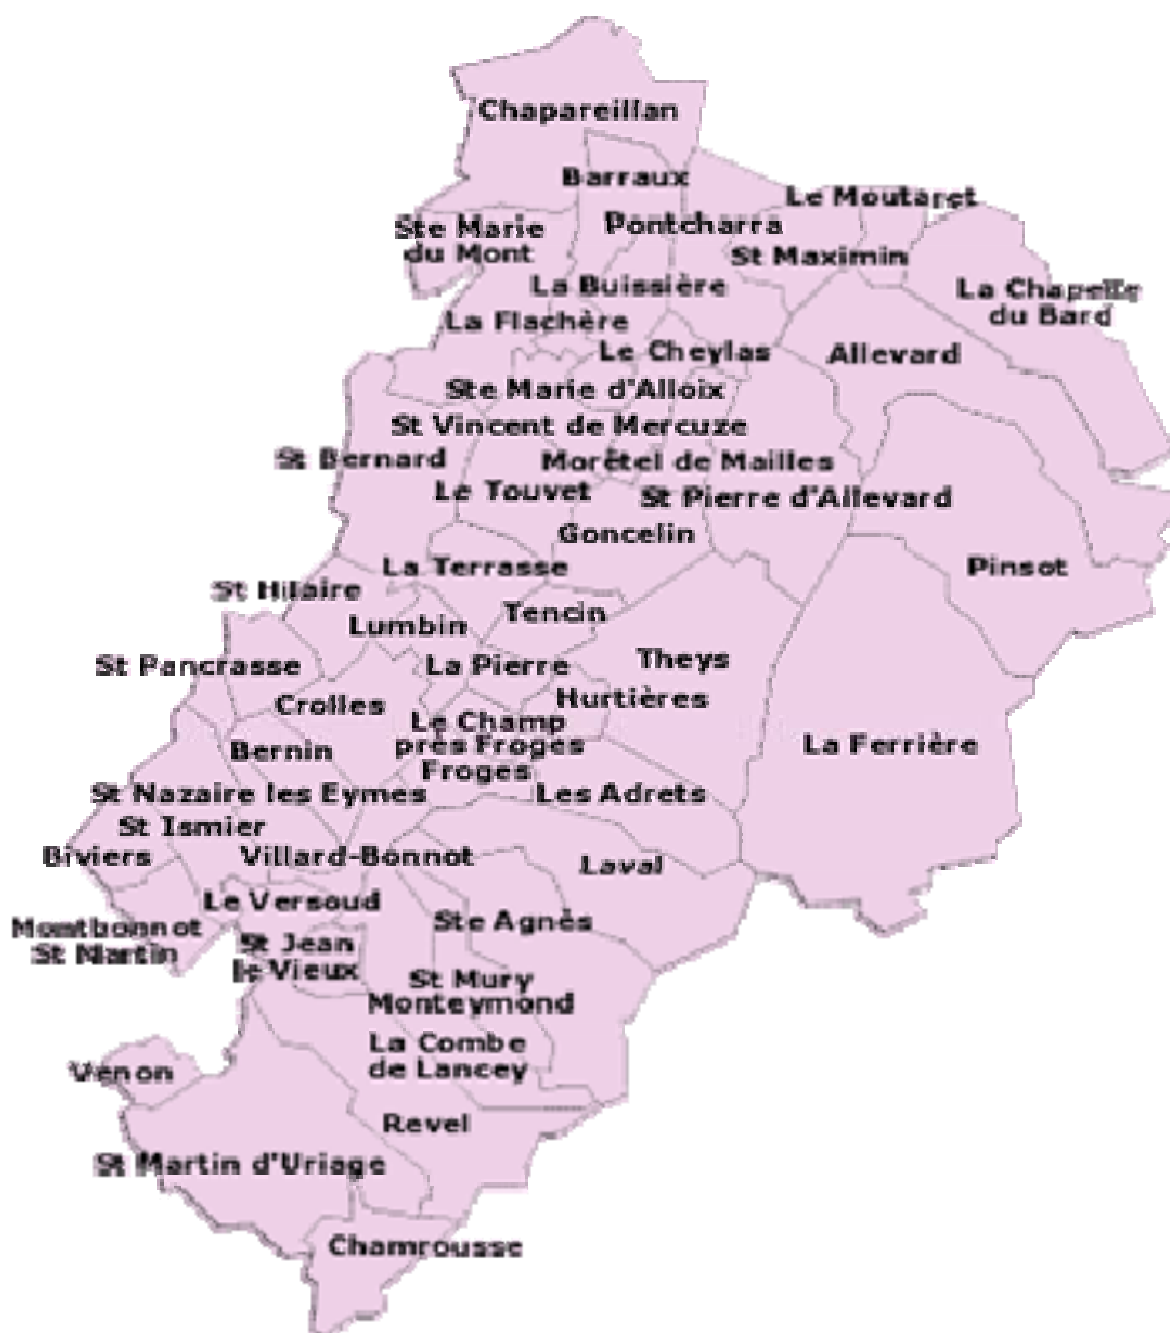 Chapareillan
Barraux
Le Moutaret
Ste Marie
du Mont
Pontcharra
St Maximin
La Buissière
La Chapelle
du Bard
La Flachère
Le Cheylas
Allevard
Ste Marie d'Alloix
St Vincent de Mercuze
St Bernard
Morêtel de Mailles
Le Touvet
St Pierre d'Allevard
Goncelin
La Terrasse
Pinsot
St Hilaire
Tencin
Lumbin
St Pancrasse
La Pierre
Theys
Hurtières
Crolles
Le Champ
près Froges
Bernin
La Ferrière
Froges
St Nazaire les Eymes
Les Adrets
St Ismier
Biviers
Villard-Bonnot
Laval
Le Versoud
Ste Agnès
Montbonnot
St Martin
St Jean
le Vieux
St Mury
Monteymond
La Combe
de Lancey
Venon
Revel
St Martin d'Uriage
Chamrousse